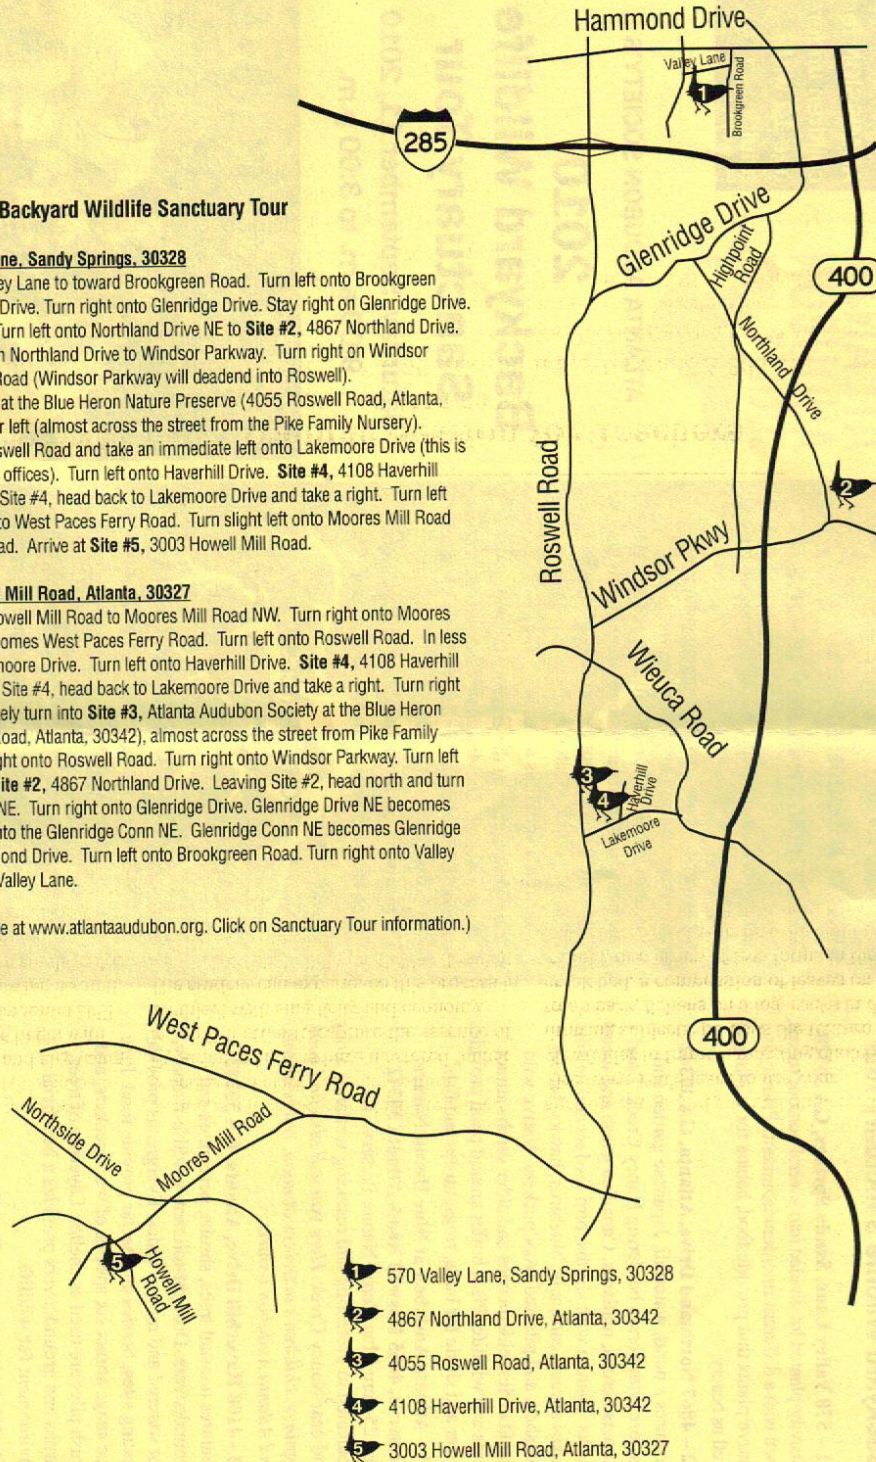 Hammond Drive
Valley Lane
Brookgreen Road
1
285
Backyard Wildlife Sanctuary Tour
Glenridge Drive
Highpoint
Road
400
ne, Sandy Springs, 30328
ey Lane to toward Brookgreen Road. Turn left onto Brookgreen
Drive. Turn right onto Glenridge Drive. Stay right on Glenridge Drive.
Turn left onto Northland Drive NE to Site #2, 4867 Northland Drive.
n Northland Drive to Windsor Parkway. Turn right on Windsor
Road (Windsor Parkway will deadend into Roswell).
at the Blue Heron Nature Preserve (4055 Roswell Road, Atlanta,
r left (almost across the street from the Pike Family Nursery).
swell Road and take an immediate left onto Lakemoore Drive (this is
offices). Turn left onto Haverhill Drive. Site #4, 4108 Haverhill
Site #4, head back to Lakemoore Drive and take a right. Turn left
to West Paces Ferry Road. Turn slight left onto Moores Mill Road
ad. Arrive at Site #5, 3003 Howell Mill Road.
Northland Drive
2
Roswell Road
Windsor Pkwy
Mill Road, Atlanta, 30327
owell Mill Road to Moores Mill Road NW. Turn right onto Moores
omes West Paces Ferry Road. Turn left onto Roswell Road. In less
moore Drive. Turn left onto Haverhill Drive. Site #4, 4108 Haverhill
Site #4, head back to Lakemoore Drive and take a right. Turn right
ely turn into Site #3, Atlanta Audubon Society at the Blue Heron
Road, Atlanta, 30342), almost across the street from Pike Family
ght onto Roswell Road. Turn right onto Windsor Parkway. Turn left
ite #2, 4867 Northland Drive. Leaving Site #2, head north and turn
NE. Turn right onto Glenridge Drive. Glenridge Drive NE becomes
nto the Glenridge Conn NE. Glenridge Conn NE becomes Glenridge
ond Drive. Turn left onto Brookgreen Road. Turn right onto Valley
Valley Lane.
e at www.atlantaaudubon.org. Click on Sanctuary Tour information.)
Wieuca Road
3
4
Haverhill
Drive
Lakemoore
Drive
400
West Paces Ferry Road
Northside Drive
Moores Mill Road
5
Howell Mill
Road
1 570 Valley Lane, Sandy Springs, 30328
2 4867 Northland Drive, Atlanta, 30342
3 4055 Roswell Road, Atlanta, 30342
4 4108 Haverhill Drive, Atlanta, 30342
5 3003 Howell Mill Road, Atlanta, 30327